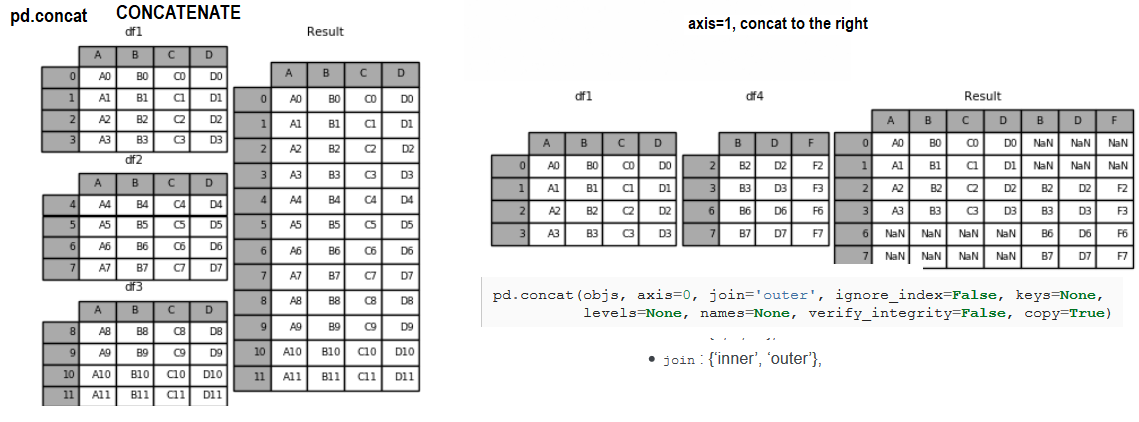 pd.concat CONCATENATE
df1
A B C D
0 A0 B0 C0 D0
1 A1 B1 C1 D1
2 A2 B2 C2 D2
3 A3 B3 C3 D3
df2
A B C D
4 A4 B4 C4 D4
5 A5 B5 C5 D5
6 A6 B6 C6 D6
7 A7 B7 C7 D7
df3
A B C D
8 A8 B8 C8 D8
9 A9 B9 C9 D9
10 A10 B10 C10 D10
11 A11 B11 C11 D11
Result
A B C D
0 A0 B0 C0 D0
1 A1 B1 C1 D1
2 A2 B2 C2 D2
3 A3 B3 C3 D3
4 A4 B4 C4 D4
5 A5 B5 C5 D5
6 A6 B6 C6 D6
7 A7 B7 C7 D7
8 A8 B8 C8 D8
9 A9 B9 C9 D9
10 A10 B10 C10 D10
11 A11 B11 C11 D11
axis=1, concat to the right
df1
A B C D
0 A0 B0 C0 D0
1 A1 B1 C1 D1
2 A2 B2 C2 D2
3 A3 B3 C3 D3
df4
B D F
2 B2 D2 F2
3 B3 D3 F3
6 B6 D6 F6
7 B7 D7 F7
Result
A B C D B D F
0 A0 B0 C0 D0 NaN NaN NaN
1 A1 B1 C1 D1 NaN NaN NaN
2 A2 B2 C2 D2 B2 D2 F2
3 A3 B3 C3 D3 B3 D3 F3
6 NaN NaN NaN NaN B6 D6 F6
7 NaN NaN NaN NaN B7 D7 F7
pd.concat(objs, axis=0, join='outer', ignore_index=False, keys=None,
levels=None, names=None, verify_integrity=False, copy=True)
• join : {‘inner’, ‘outer’},